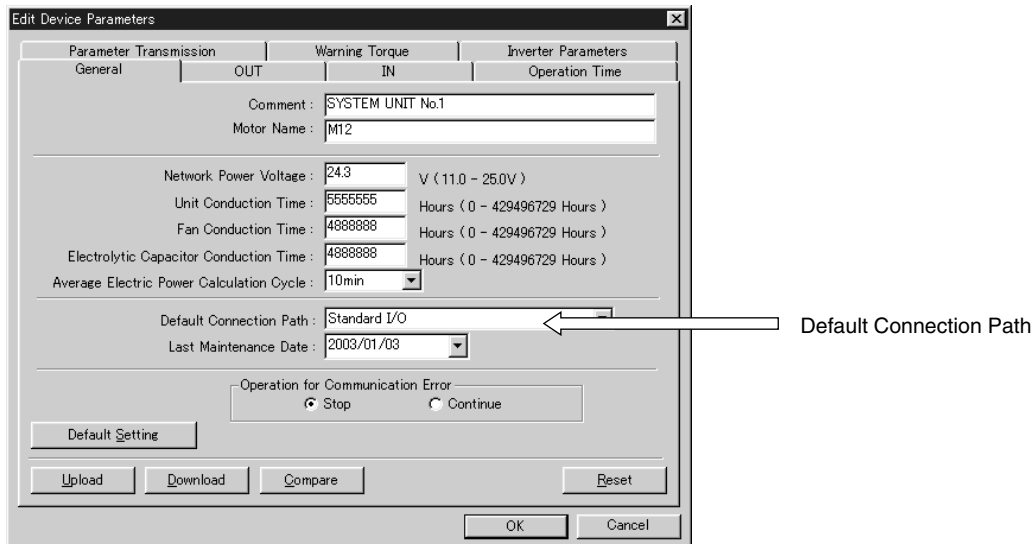 Edit Device Parameters
Parameter Transmission Warning Torque Inverter Parameters
General OUT IN Operation Time
Comment : SYSTEM UNIT No.1
Motor Name : M12
Network Power Voltage : 24.3 V ( 11.0 - 25.0V )
Unit Conduction Time : 5555555 Hours ( 0 - 429496729 Hours )
Fan Conduction Time : 4888888 Hours ( 0 - 429496729 Hours )
Electrolytic Capacitor Conduction Time : 4888888 Hours ( 0 - 429496729 Hours )
Average Electric Power Calculation Cycle : 10min
Default Connection Path : Standard I/O Default Connection Path
Last Maintenance Date : 2003/01/03
Operation for Communication Error
Stop Continue
Default Setting
Upload Download Compare Reset
OK Cancel